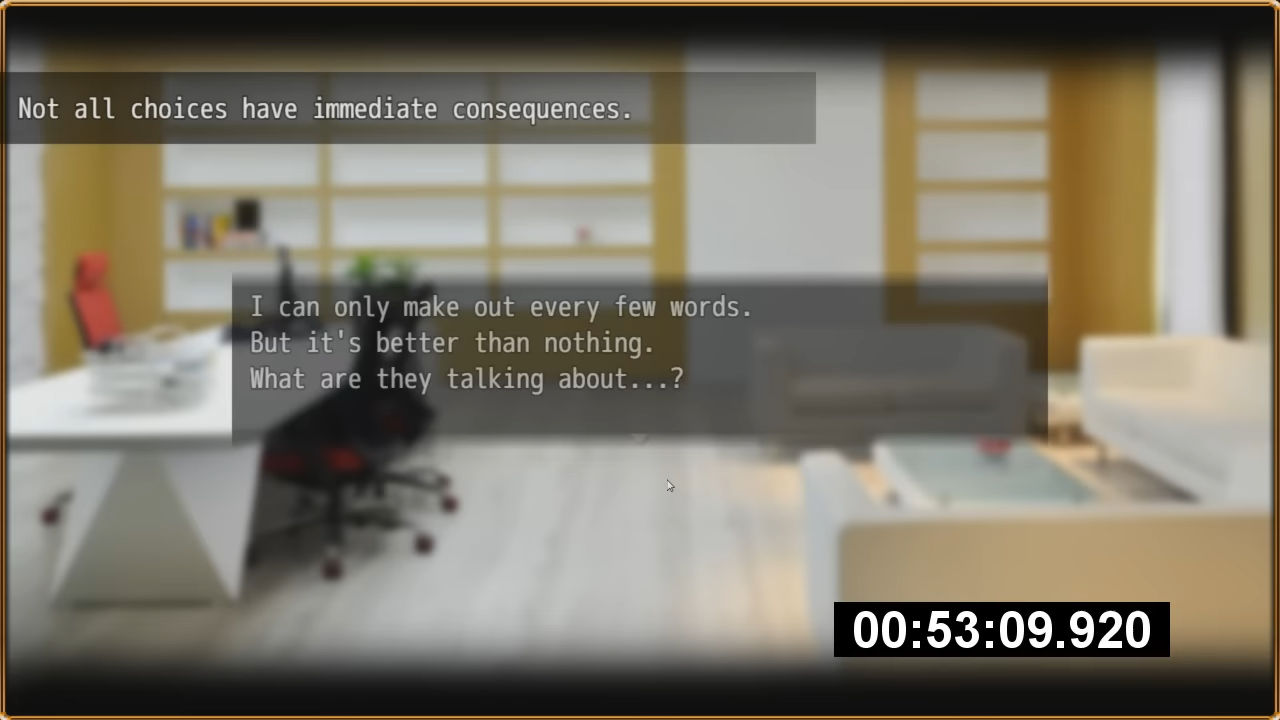 Not all choices have immediate consequences.
I can only make out every few words.
But it's better than nothing.
What are they talking about...?
00:53:09.920